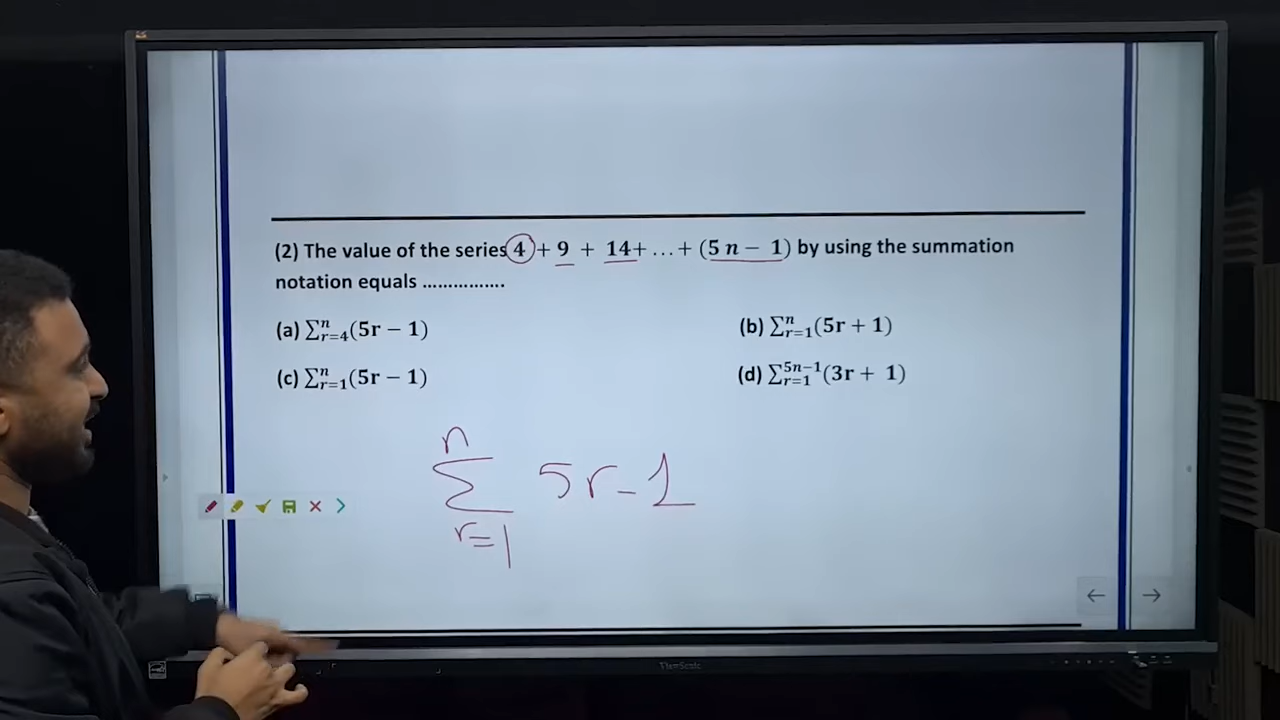 (2) The value of the series 4 + 9 + 14+ …+ (5 n − 1) by using the summation
notation equals ................
(a) ∑ⁿᵣ₌₄(5r − 1)
(b) ∑ⁿᵣ₌₁(5r + 1)
(c) ∑ⁿᵣ₌₁(5r − 1)
(d) ∑⁵ⁿ⁻¹ᵣ₌₁(3r + 1)
n
∑ 5r - 1
r=1
ViewSonic